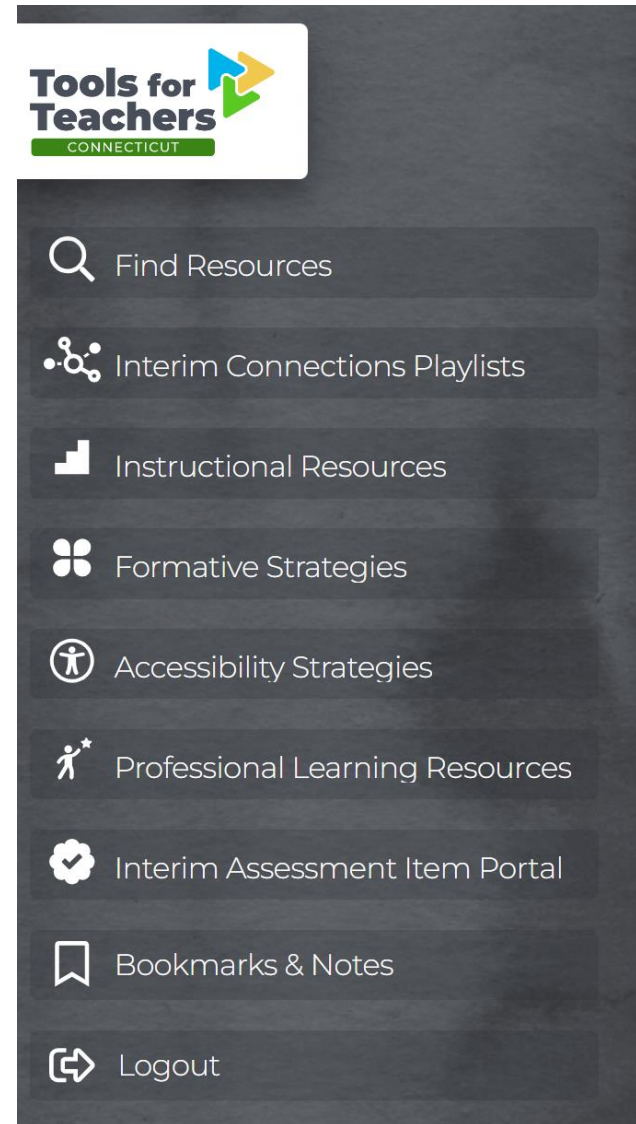 Tools for
Teachers
CONNECTICUT
Find Resources
Interim Connections Playlists
Instructional Resources
Formative Strategies
Accessibility Strategies
Professional Learning Resources
Interim Assessment Item Portal
Bookmarks & Notes
Logout